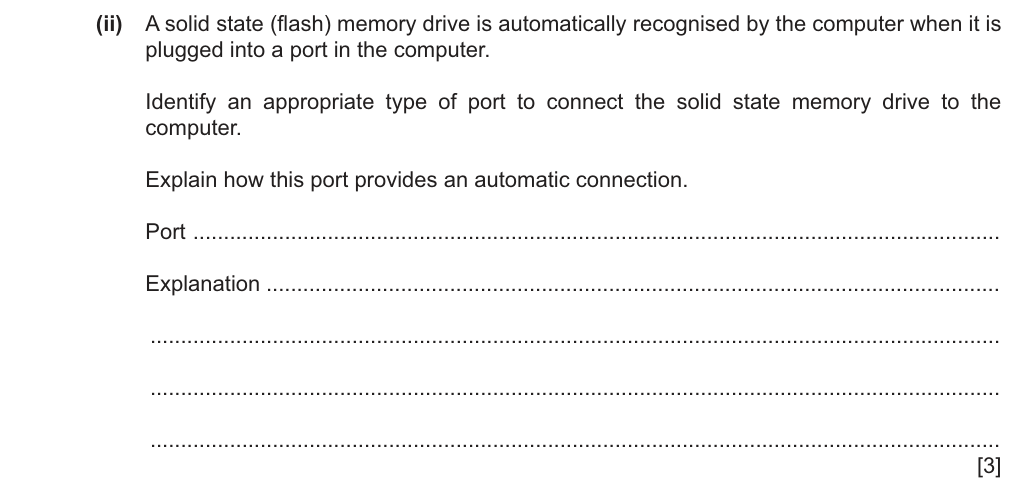 (ii) A solid state (flash) memory drive is automatically recognised by the computer when it is
plugged into a port in the computer.
Identify an appropriate type of port to connect the solid state memory drive to the
computer.
Explain how this port provides an automatic connection.
Port ..........................................................................................................................................
Explanation ..............................................................................................................................
..................................................................................................................................................
..................................................................................................................................................
..................................................................................................................................................
[3]